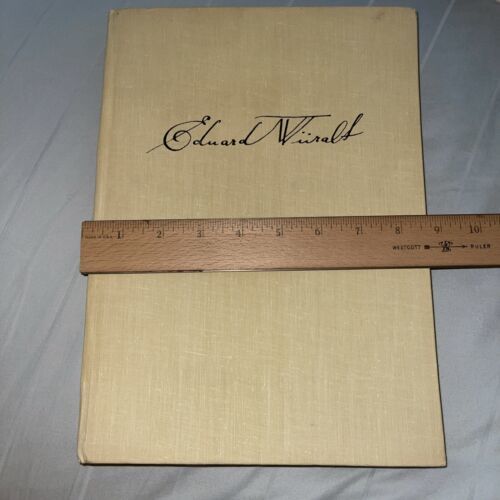 Eduard Wiiralt
1 2 3 4 5 6 7 8 9 10
WESTCOTT RULER